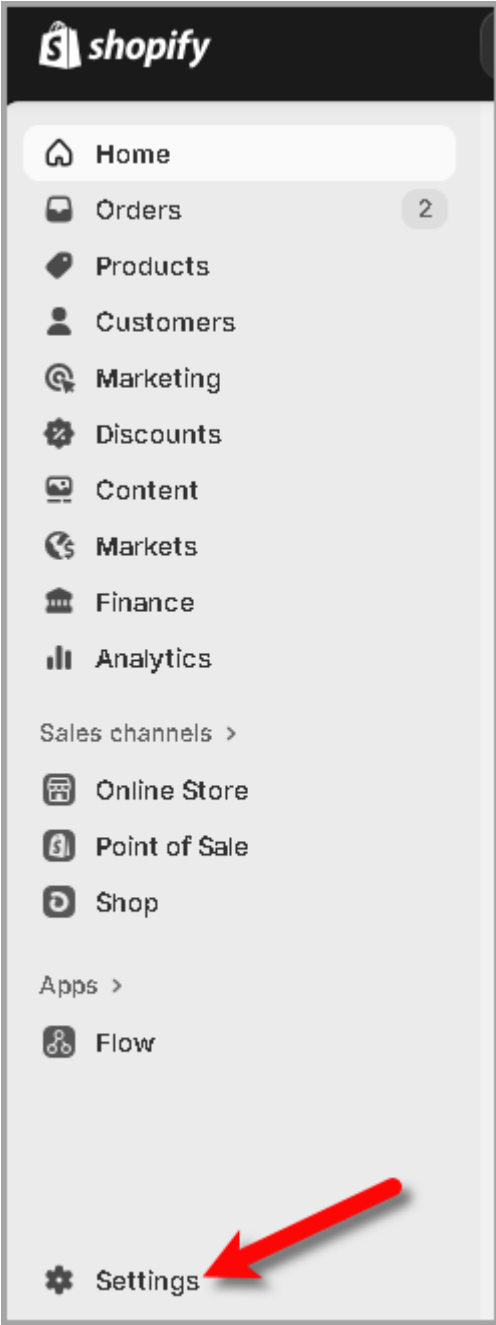 shopify
Home
Orders 2
Products
Customers
Marketing
Discounts
Content
Markets
Finance
Analytics
Sales channels >
Online Store
Point of Sale
Shop
Apps >
Flow
Settings